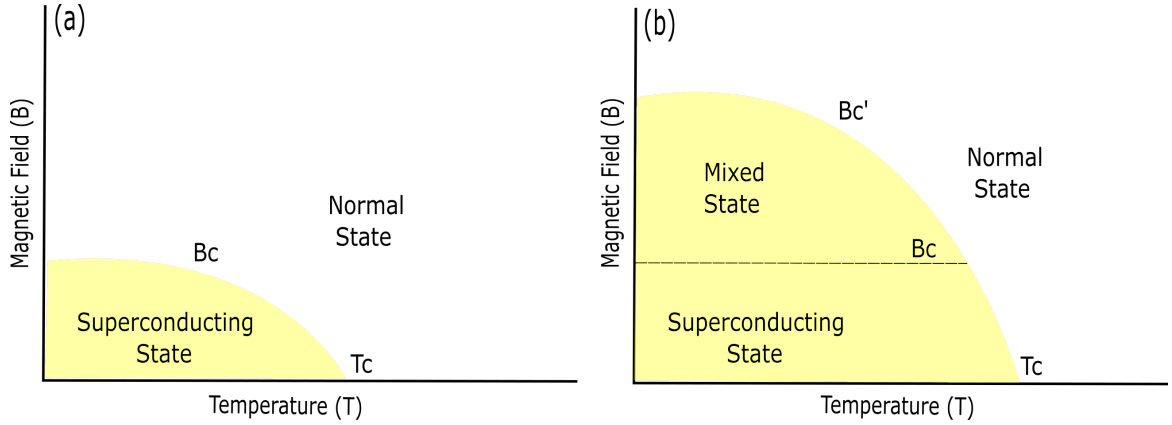 (a)
Magnetic Field (B)
Normal
State
Bc
Superconducting
State
Tc
Temperature (T)
(b)
Magnetic Field (B)
Bc'
Mixed
State
Normal
State
Bc
Superconducting
State
Tc
Temperature (T)